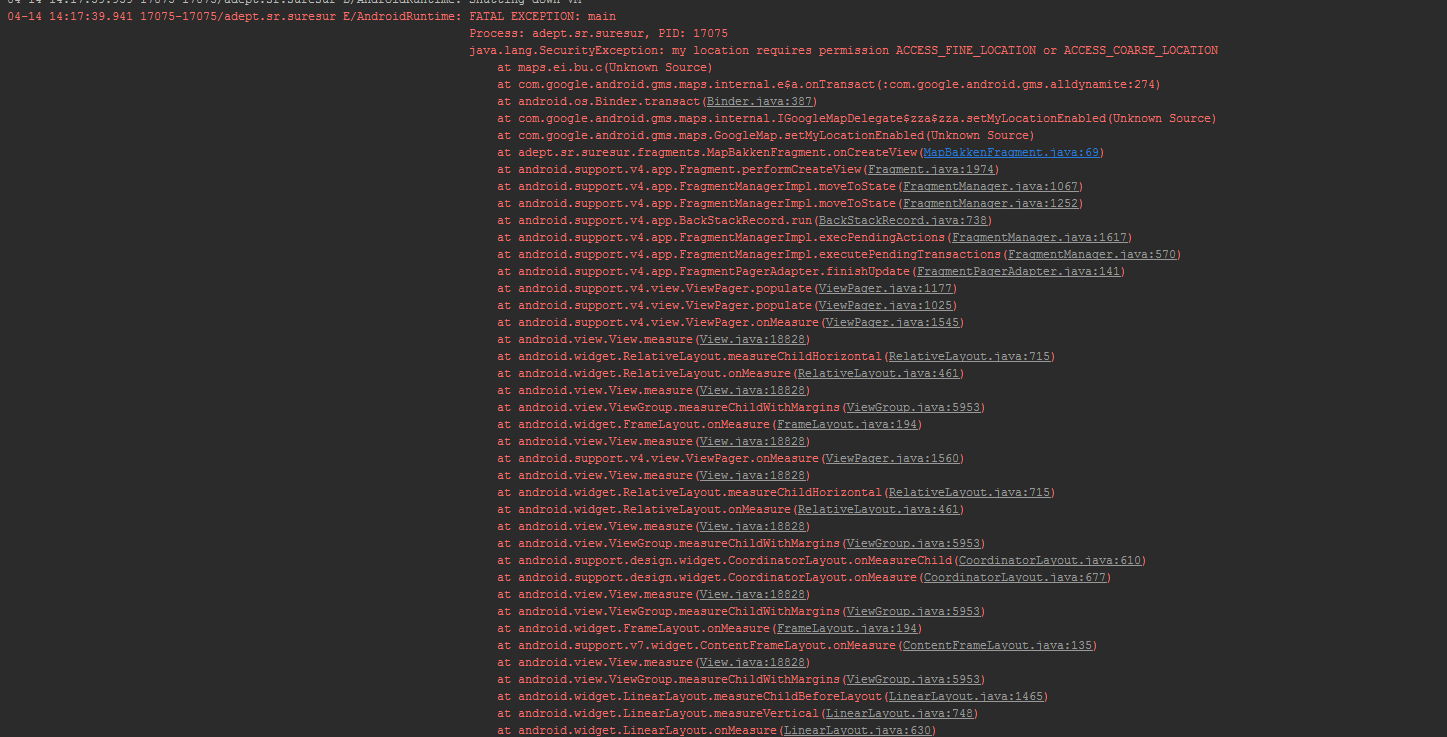 04-14 14:17:39.939 17075-17075/adept.sr.suresur D/AndroidRuntime: Shutting down VM
04-14 14:17:39.941 17075-17075/adept.sr.suresur E/AndroidRuntime: FATAL EXCEPTION: main
Process: adept.sr.suresur, PID: 17075
java.lang.SecurityException: my location requires permission ACCESS_FINE_LOCATION or ACCESS_COARSE_LOCATION
at maps.ei.bu.c(Unknown Source)
at com.google.android.gms.maps.internal.e$a.onTransact(:com.google.android.gms.alldynamite:274)
at android.os.Binder.transact(Binder.java:387)
at com.google.android.gms.maps.internal.IGoogleMapDelegate$zza$zza.setMyLocationEnabled(Unknown Source)
at com.google.android.gms.maps.GoogleMap.setMyLocationEnabled(Unknown Source)
at adept.sr.suresur.fragments.MapBakkenFragment.onCreateView(MapBakkenFragment.java:69)
at android.support.v4.app.Fragment.performCreateView(Fragment.java:1974)
at android.support.v4.app.FragmentManagerImpl.moveToState(FragmentManager.java:1067)
at android.support.v4.app.FragmentManagerImpl.moveToState(FragmentManager.java:1252)
at android.support.v4.app.BackStackRecord.run(BackStackRecord.java:738)
at android.support.v4.app.FragmentManagerImpl.execPendingActions(FragmentManager.java:1617)
at android.support.v4.app.FragmentManagerImpl.executePendingTransactions(FragmentManager.java:570)
at android.support.v4.app.FragmentPagerAdapter.finishUpdate(FragmentPagerAdapter.java:141)
at android.support.v4.view.ViewPager.populate(ViewPager.java:1177)
at android.support.v4.view.ViewPager.populate(ViewPager.java:1025)
at android.support.v4.view.ViewPager.onMeasure(ViewPager.java:1545)
at android.view.View.measure(View.java:18828)
at android.widget.RelativeLayout.measureChildHorizontal(RelativeLayout.java:715)
at android.widget.RelativeLayout.onMeasure(RelativeLayout.java:461)
at android.view.View.measure(View.java:18828)
at android.view.ViewGroup.measureChildWithMargins(ViewGroup.java:5953)
at android.widget.FrameLayout.onMeasure(FrameLayout.java:194)
at android.view.View.measure(View.java:18828)
at android.support.v4.view.ViewPager.onMeasure(ViewPager.java:1560)
at android.view.View.measure(View.java:18828)
at android.widget.RelativeLayout.measureChildHorizontal(RelativeLayout.java:715)
at android.widget.RelativeLayout.onMeasure(RelativeLayout.java:461)
at android.view.View.measure(View.java:18828)
at android.view.ViewGroup.measureChildWithMargins(ViewGroup.java:5953)
at android.support.design.widget.CoordinatorLayout.onMeasureChild(CoordinatorLayout.java:610)
at android.support.design.widget.CoordinatorLayout.onMeasure(CoordinatorLayout.java:677)
at android.view.View.measure(View.java:18828)
at android.view.ViewGroup.measureChildWithMargins(ViewGroup.java:5953)
at android.widget.FrameLayout.onMeasure(FrameLayout.java:194)
at android.support.v7.widget.ContentFrameLayout.onMeasure(ContentFrameLayout.java:135)
at android.view.View.measure(View.java:18828)
at android.view.ViewGroup.measureChildWithMargins(ViewGroup.java:5953)
at android.widget.LinearLayout.measureChildBeforeLayout(LinearLayout.java:1465)
at android.widget.LinearLayout.measureVertical(LinearLayout.java:748)
at android.widget.LinearLayout.onMeasure(LinearLayout.java:630)